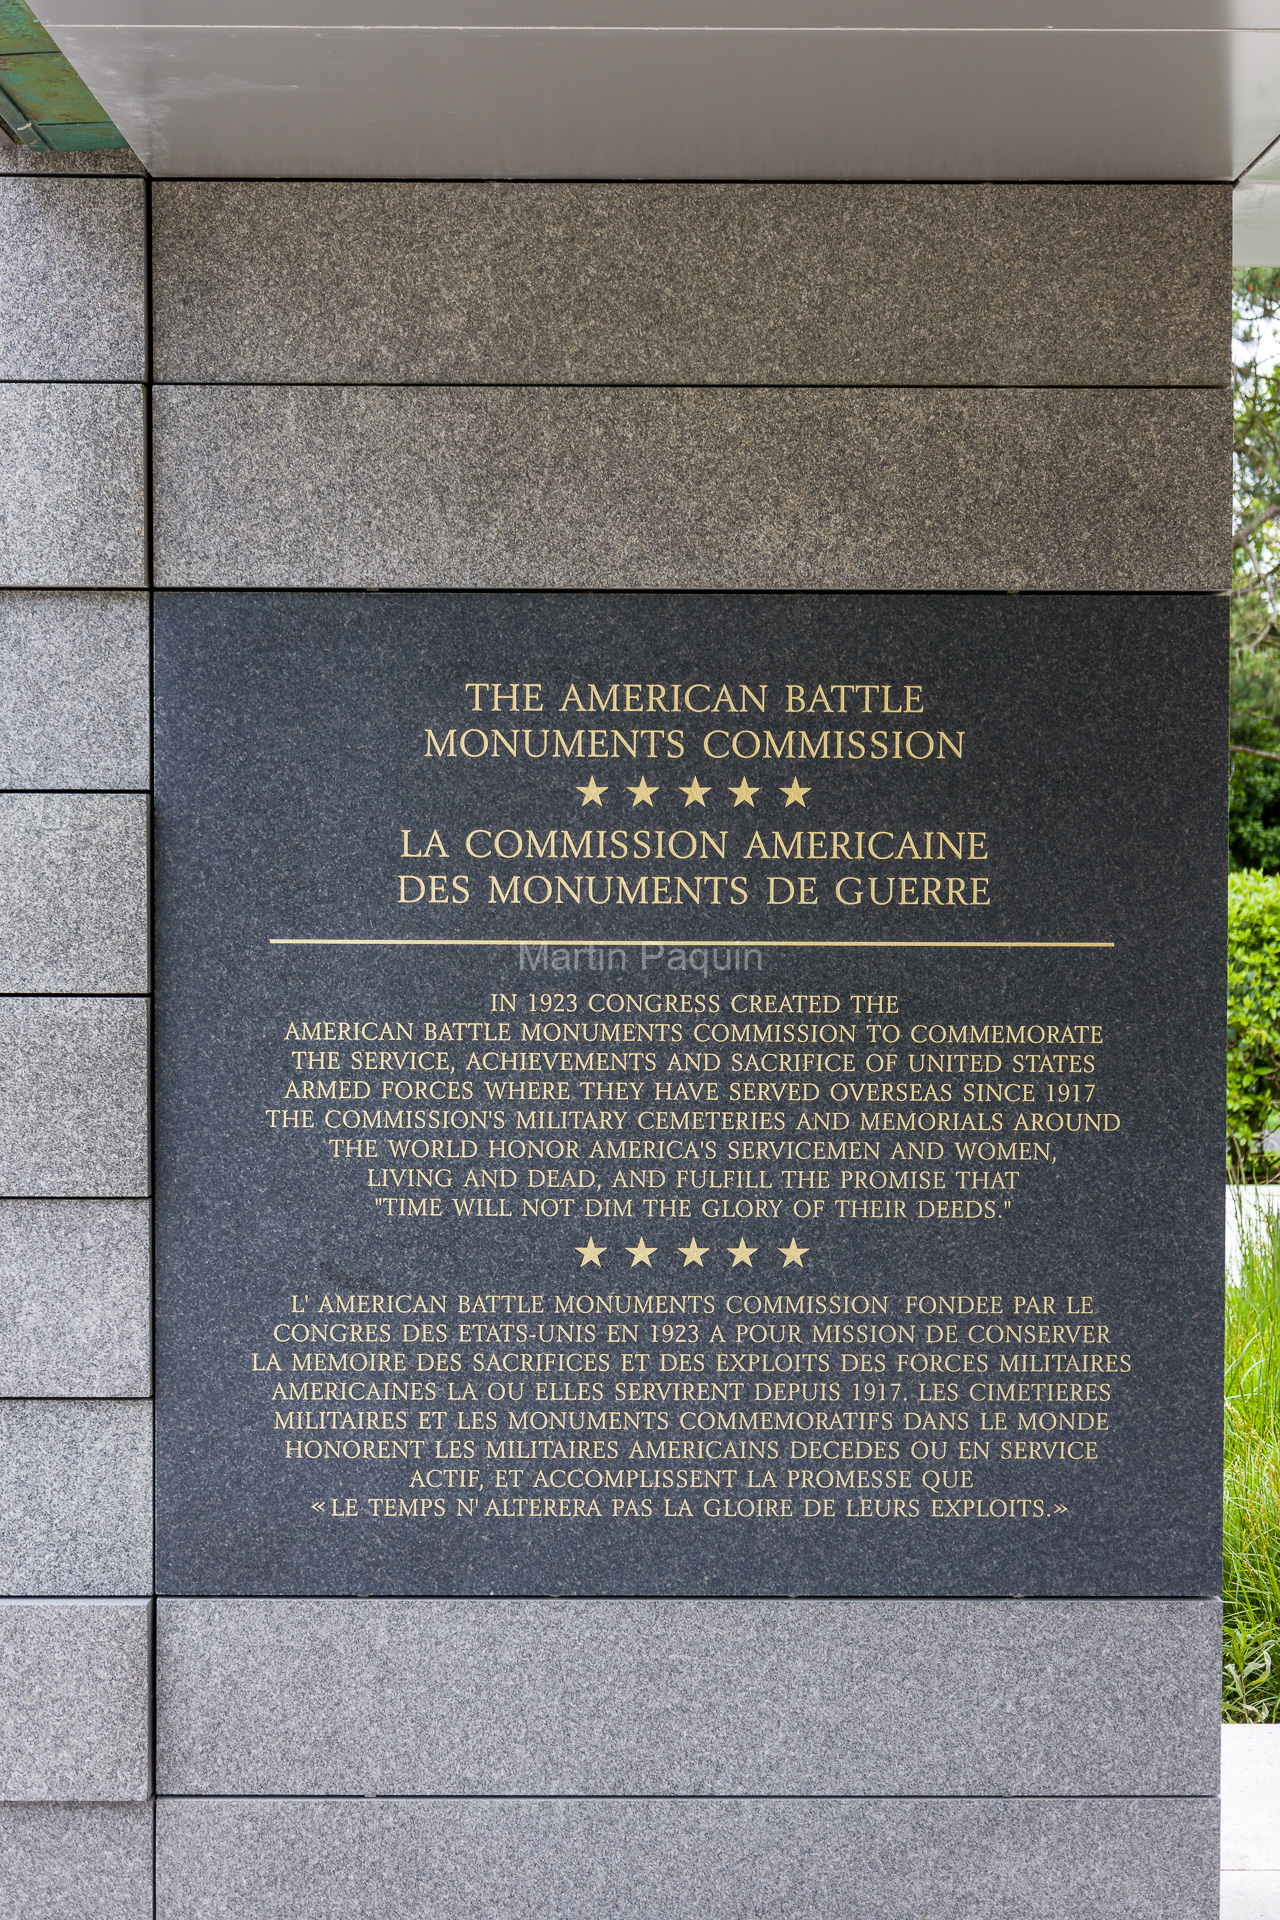 THE AMERICAN BATTLE
MONUMENTS COMMISSION
★ ★ ★ ★ ★
LA COMMISSION AMERICAINE
DES MONUMENTS DE GUERRE
Martin Paquin
IN 1923 CONGRESS CREATED THE
AMERICAN BATTLE MONUMENTS COMMISSION TO COMMEMORATE
THE SERVICE, ACHIEVEMENTS AND SACRIFICE OF UNITED STATES
ARMED FORCES WHERE THEY HAVE SERVED OVERSEAS SINCE 1917
THE COMMISSION'S MILITARY CEMETERIES AND MEMORIALS AROUND
THE WORLD HONOR AMERICA'S SERVICEMEN AND WOMEN,
LIVING AND DEAD, AND FULFILL THE PROMISE THAT
"TIME WILL NOT DIM THE GLORY OF THEIR DEEDS."
★ ★ ★ ★ ★
L' AMERICAN BATTLE MONUMENTS COMMISSION FONDEE PAR LE
CONGRES DES ETATS-UNIS EN 1923 A POUR MISSION DE CONSERVER
LA MEMOIRE DES SACRIFICES ET DES EXPLOITS DES FORCES MILITAIRES
AMERICAINES LA OU ELLES SERVIRENT DEPUIS 1917. LES CIMETIERES
MILITAIRES ET LES MONUMENTS COMMEMORATIFS DANS LE MONDE
HONORENT LES MILITAIRES AMERICAINS DECEDES OU EN SERVICE
ACTIF, ET ACCOMPLISSENT LA PROMESSE QUE
« LE TEMPS N' ALTERERA PAS LA GLOIRE DE LEURS EXPLOITS.»